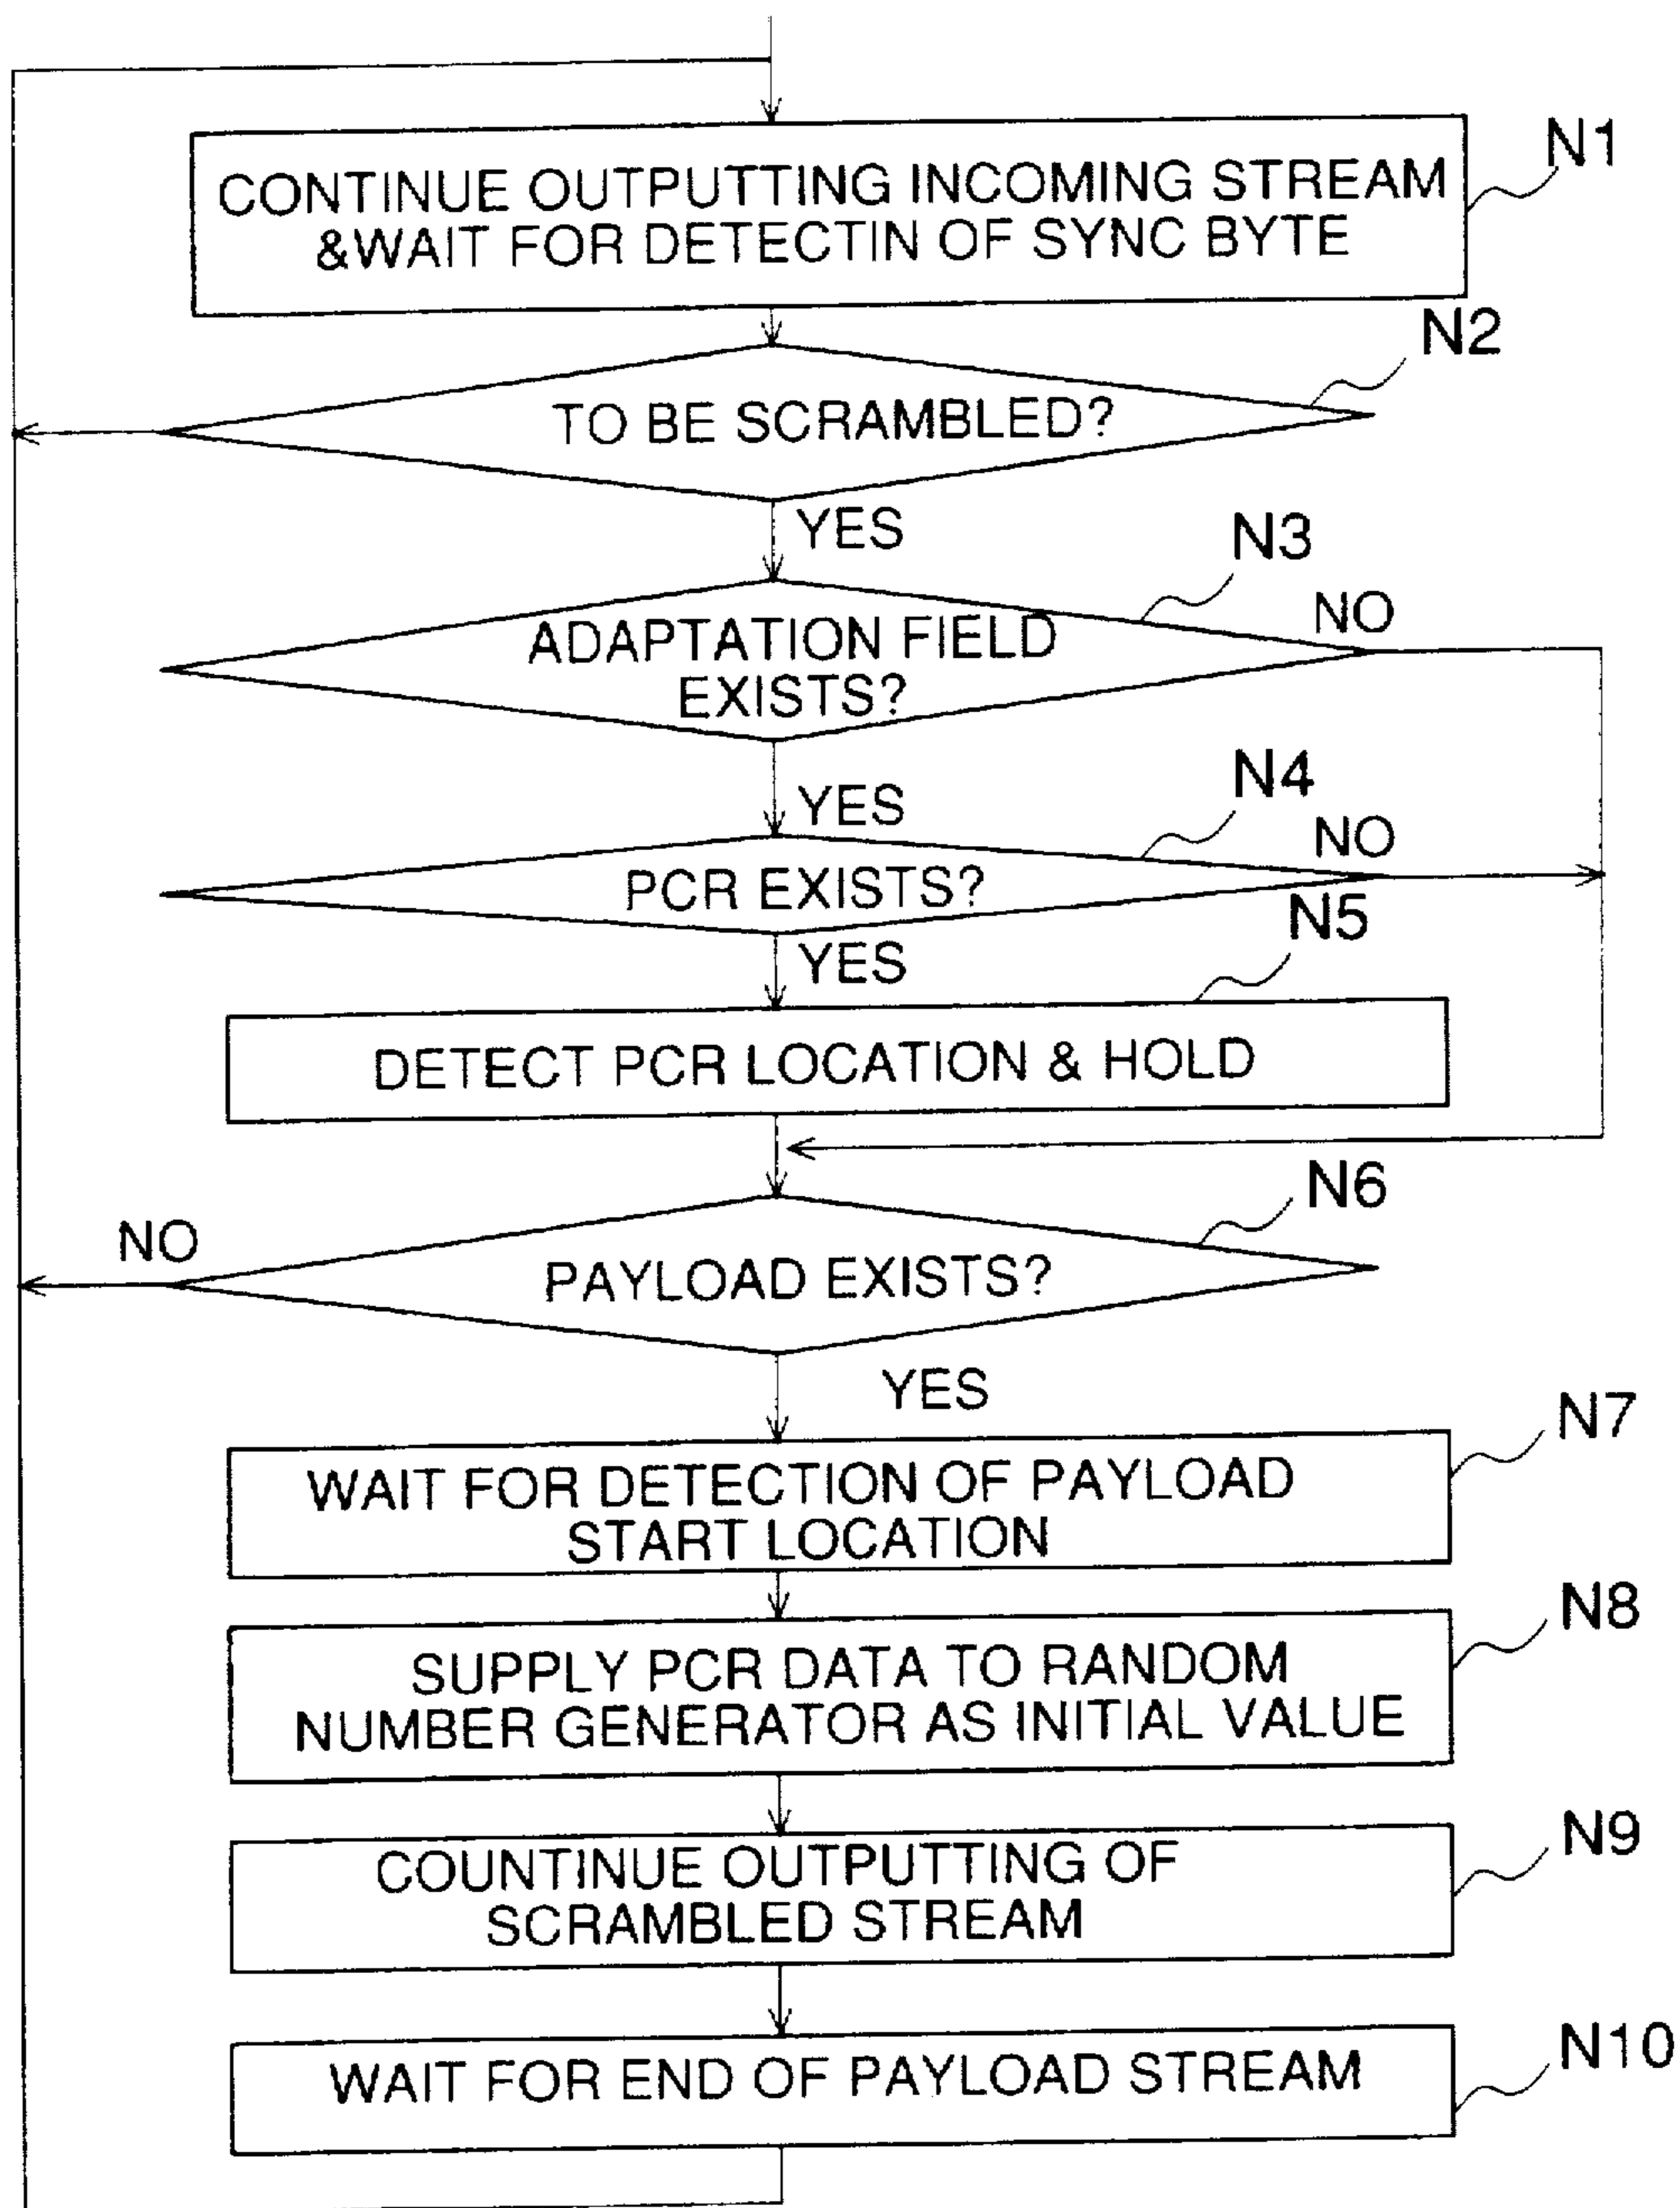 N1
CONTINUE OUTPUTTING INCOMING STREAM
&WAIT FOR DETECTIN OF SYNC BYTE
N2
TO BE SCRAMBLED?
YES
N3
NO
ADAPTATION FIELD
EXISTS?
YES
N4
NO
PCR EXISTS?
N5
YES
DETECT PCR LOCATION & HOLD
N6
NO
PAYLOAD EXISTS?
YES
N7
WAIT FOR DETECTION OF PAYLOAD
START LOCATION
N8
SUPPLY PCR DATA TO RANDOM
NUMBER GENERATOR AS INITIAL VALUE
N9
COUNTINUE OUTPUTTING OF
SCRAMBLED STREAM
N10
WAIT FOR END OF PAYLOAD STREAM